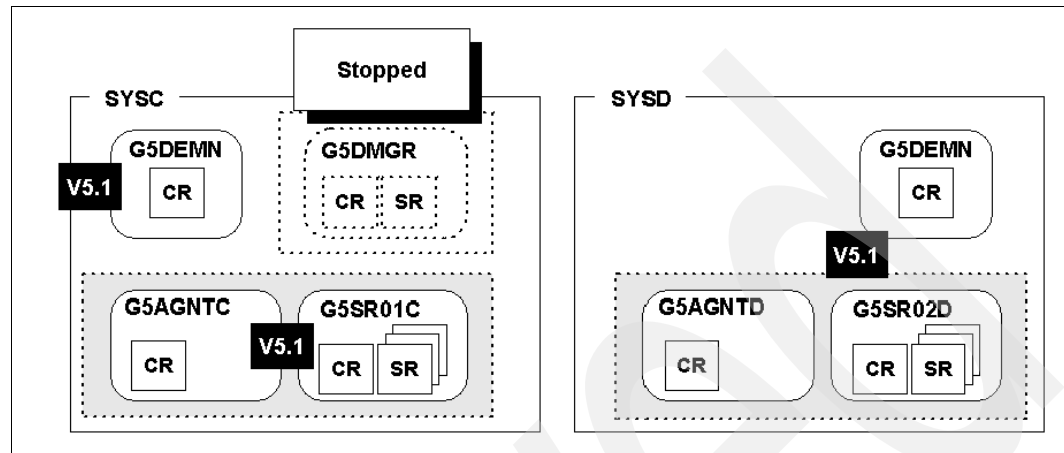 Stopped
SYSC
G5DEMN
CR
V5.1
G5DMGR
CR SR
G5AGNTC
CR
V5.1
G5SR01C
CR SR
SYSD
G5DEMN
CR
V5.1
G5AGNTD
CR
G5SR02D
CR SR